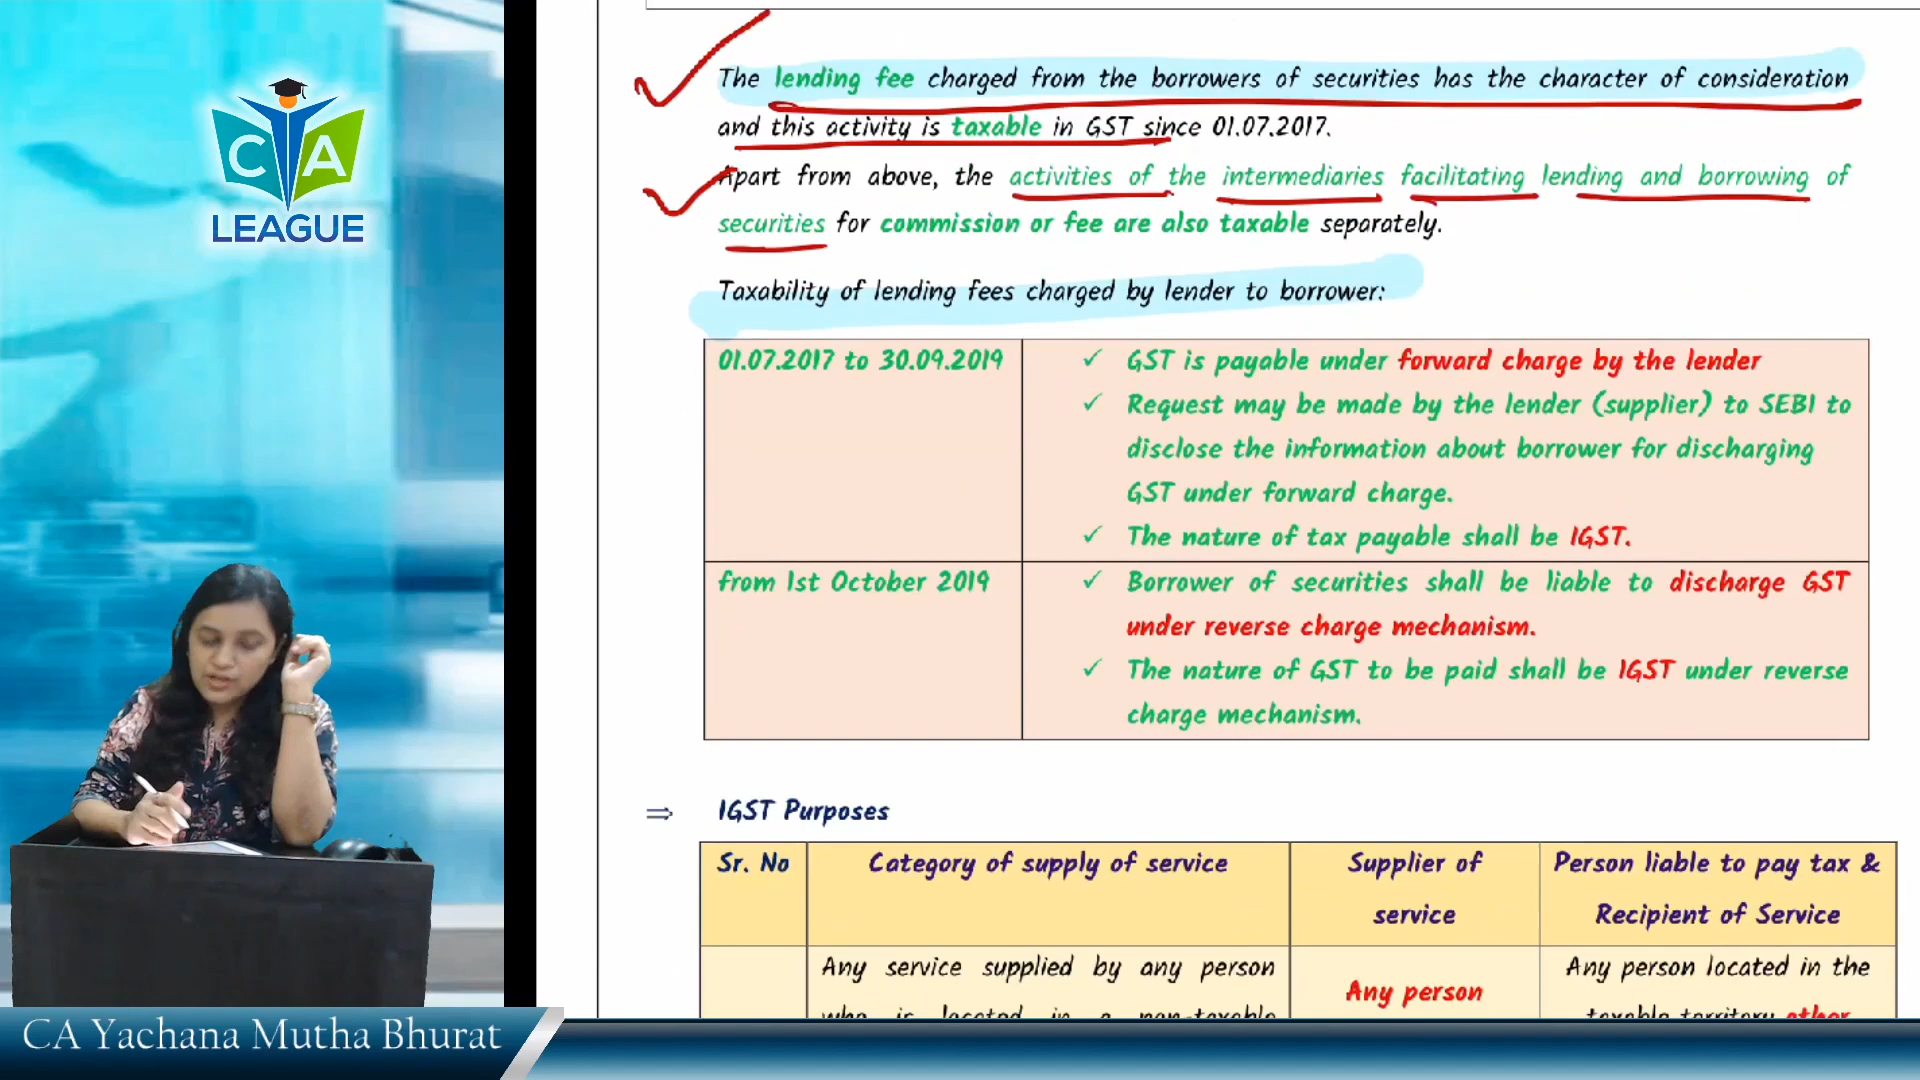 CA
LEAGUE
The lending fee charged from the borrowers of securities has the character of consideration
and this activity is taxable in GST since 01.07.2017.
Apart from above, the activities of the intermediaries facilitating lending and borrowing of
securities for commission or fee are also taxable separately.
Taxability of lending fees charged by lender to borrower:
01.07.2017 to 30.09.2019
✓ GST is payable under forward charge by the lender
✓ Request may be made by the lender (supplier) to SEBI to
disclose the information about borrower for discharging
GST under forward charge.
✓ The nature of tax payable shall be IGST.
from 1st October 2019
✓ Borrower of securities shall be liable to discharge GST
under reverse charge mechanism.
✓ The nature of GST to be paid shall be IGST under reverse
charge mechanism.
⇒ IGST Purposes
Sr. No
Category of supply of service
Supplier of
service
Person liable to pay tax &
Recipient of Service
Any service supplied by any person
who is located in a non-taxable
Any person
Any person located in the
taxable territory other
CA Yachana Mutha Bhurat